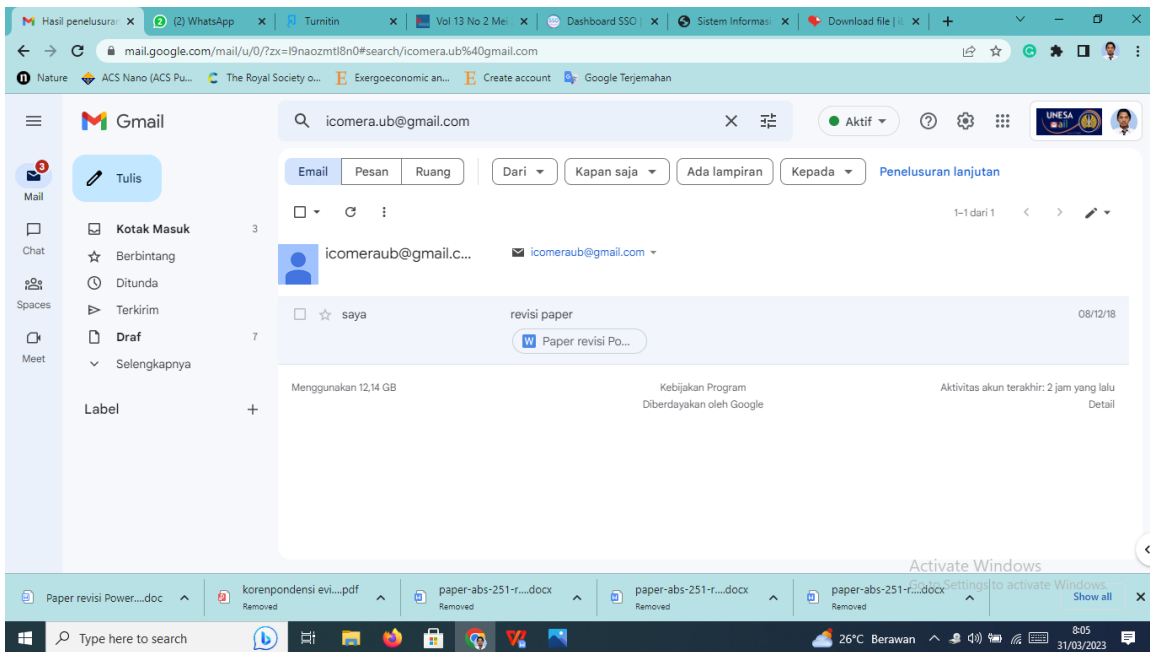 Hasil penelusuran
(2) WhatsApp
Turnitin
Vol 13 No 2 Mei
Dashboard SSO |
Sistem Informasi
Download file | iL
mail.google.com/mail/u/0/?zx=l9naozmtl8n0#search/icomera.ub%40gmail.com
Nature
ACS Nano (ACS Pu...
The Royal Society o...
Exergoeconomic an...
Create account
Google Terjemahan
Gmail
icomera.ub@gmail.com
Aktif
UNESA
3
Mail
Chat
Spaces
Meet
Tulis
Kotak Masuk 3
Berbintang
Ditunda
Terkirim
Draf 7
Selengkapnya
Label
Email Pesan Ruang Dari Kapan saja Ada lampiran Kepada Penelusuran lanjutan
1–1 dari 1
icomeraub@gmail.c... icomeraub@gmail.com
saya revisi paper 08/12/18
Paper revisi Po...
Menggunakan 12,14 GB
Kebijakan Program
Diberdayakan oleh Google
Aktivitas akun terakhir: 2 jam yang lalu
Detail
Activate Windows
Go to Settings to activate Windows.
Paper revisi Power....doc
korenpondensi evi....pdf
Removed
paper-abs-251-r....docx
Removed
paper-abs-251-r....docx
Removed
paper-abs-251-r....docx
Removed
Show all
Type here to search
26°C Berawan
8:05
31/03/2023